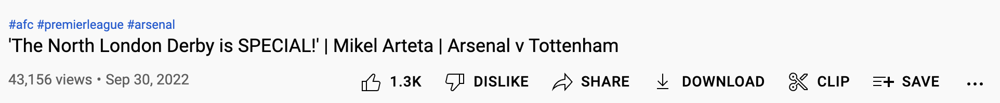 #afc #premierleague #arsenal
'The North London Derby is SPECIAL!' | Mikel Arteta | Arsenal v Tottenham
43,156 views • Sep 30, 2022 1.3K DISLIKE SHARE DOWNLOAD CLIP SAVE ...